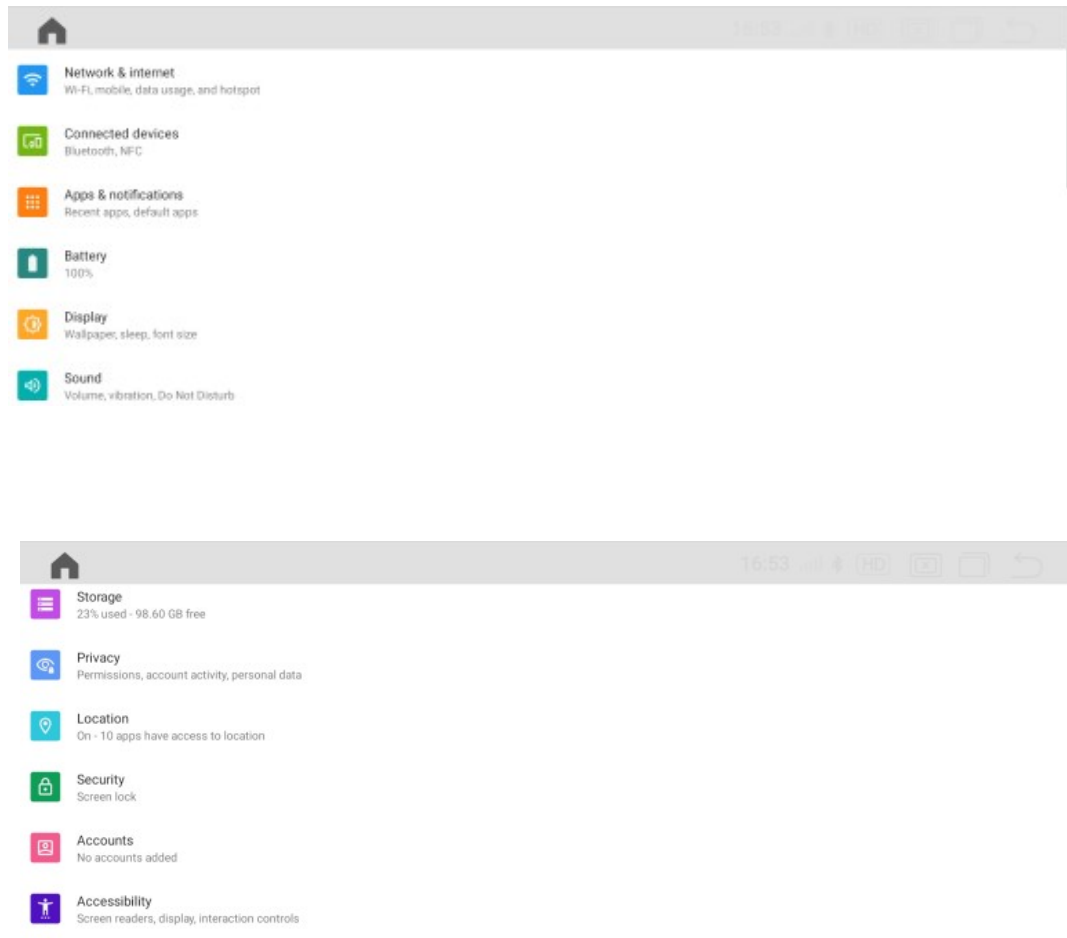 16:53
Network & internet
Wi-Fi, mobile, data usage, and hotspot
Connected devices
Bluetooth, NFC
Apps & notifications
Recent apps, default apps
Battery
100%
Display
Wallpaper, sleep, font size
Sound
Volume, vibration, Do Not Disturb
16:53 HD
Storage
23% used - 98.60 GB free
Privacy
Permissions, account activity, personal data
Location
On - 10 apps have access to location
Security
Screen lock
Accounts
No accounts added
Accessibility
Screen readers, display, interaction controls